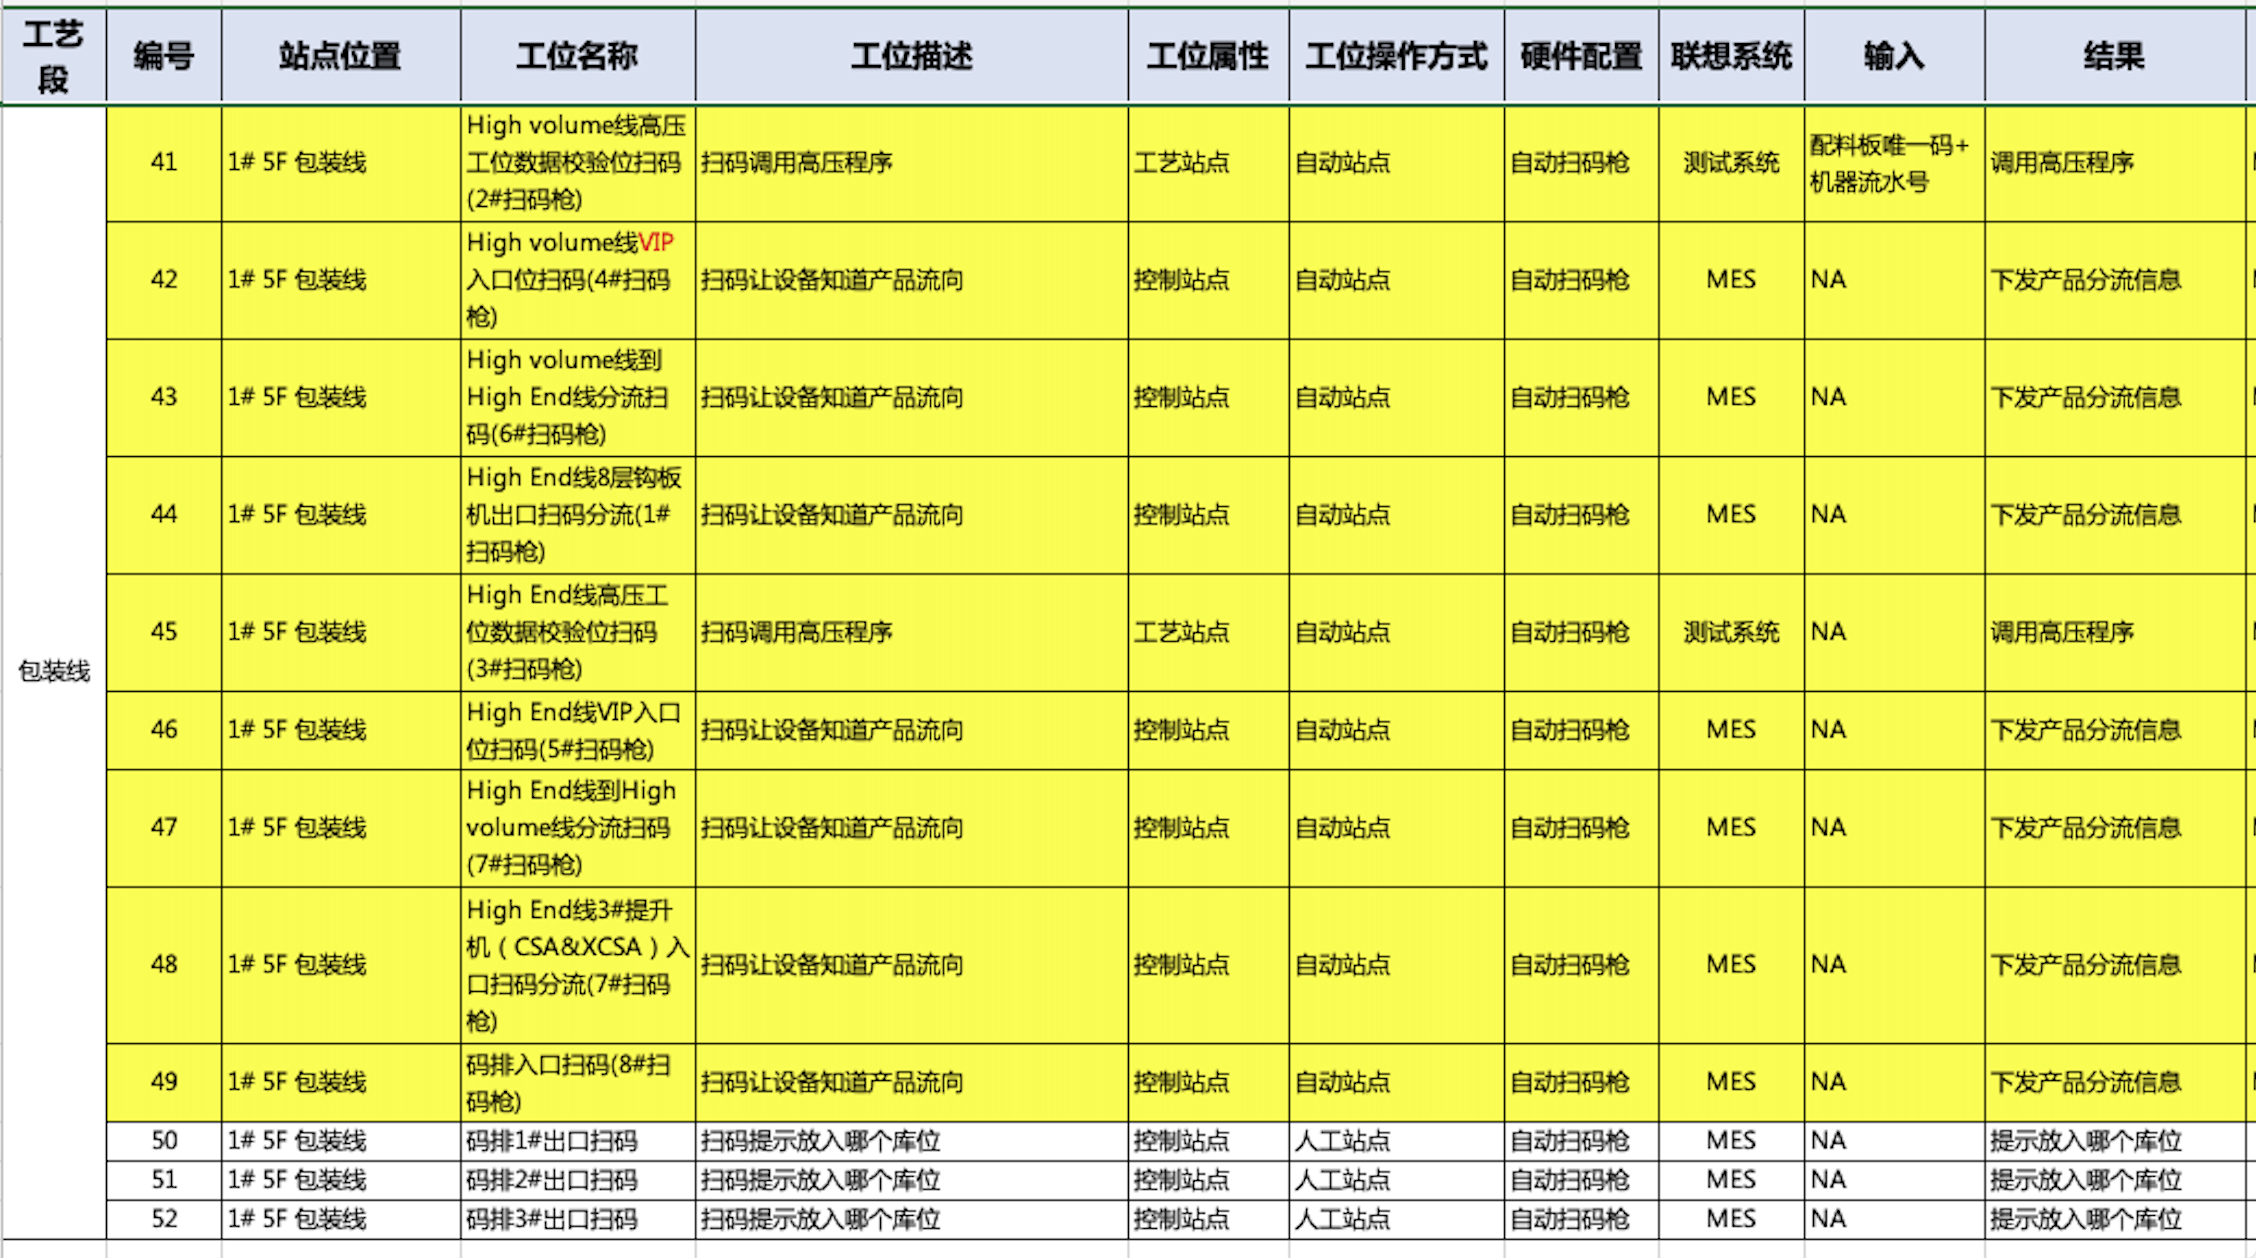 工艺段 编号 站点位置 工位名称 工位描述 工位属性 工位操作方式 硬件配置 联想系统 输入 结果
包装线
41 1# 5F 包装线 High volume线高压工位数据校验位扫码(2#扫码枪) 扫码调用高压程序 工艺站点 自动站点 自动扫码枪 测试系统 配料板唯一码+机器流水号 调用高压程序
42 1# 5F 包装线 High volume线VIP入口位扫码(4#扫码枪) 扫码让设备知道产品流向 控制站点 自动站点 自动扫码枪 MES NA 下发产品分流信息
43 1# 5F 包装线 High volume线到High End线分流扫码(6#扫码枪) 扫码让设备知道产品流向 控制站点 自动站点 自动扫码枪 MES NA 下发产品分流信息
44 1# 5F 包装线 High End线8层钩板机出口扫码分流(1#扫码枪) 扫码让设备知道产品流向 控制站点 自动站点 自动扫码枪 MES NA 下发产品分流信息
45 1# 5F 包装线 High End线高压工位数据校验位扫码(3#扫码枪) 扫码调用高压程序 工艺站点 自动站点 自动扫码枪 测试系统 NA 调用高压程序
46 1# 5F 包装线 High End线VIP入口位扫码(5#扫码枪) 扫码让设备知道产品流向 控制站点 自动站点 自动扫码枪 MES NA 下发产品分流信息
47 1# 5F 包装线 High End线到High volume线分流扫码(7#扫码枪) 扫码让设备知道产品流向 控制站点 自动站点 自动扫码枪 MES NA 下发产品分流信息
48 1# 5F 包装线 High End线3#提升机（CSA&XCSA）入口扫码分流(7#扫码枪) 扫码让设备知道产品流向 控制站点 自动站点 自动扫码枪 MES NA 下发产品分流信息
49 1# 5F 包装线 码排入口扫码(8#扫码枪) 扫码让设备知道产品流向 控制站点 自动站点 自动扫码枪 MES NA 下发产品分流信息
50 1# 5F 包装线 码排1#出口扫码 扫码提示放入哪个库位 控制站点 人工站点 自动扫码枪 MES NA 提示放入哪个库位
51 1# 5F 包装线 码排2#出口扫码 扫码提示放入哪个库位 控制站点 人工站点 自动扫码枪 MES NA 提示放入哪个库位
52 1# 5F 包装线 码排3#出口扫码 扫码提示放入哪个库位 控制站点 人工站点 自动扫码枪 MES NA 提示放入哪个库位